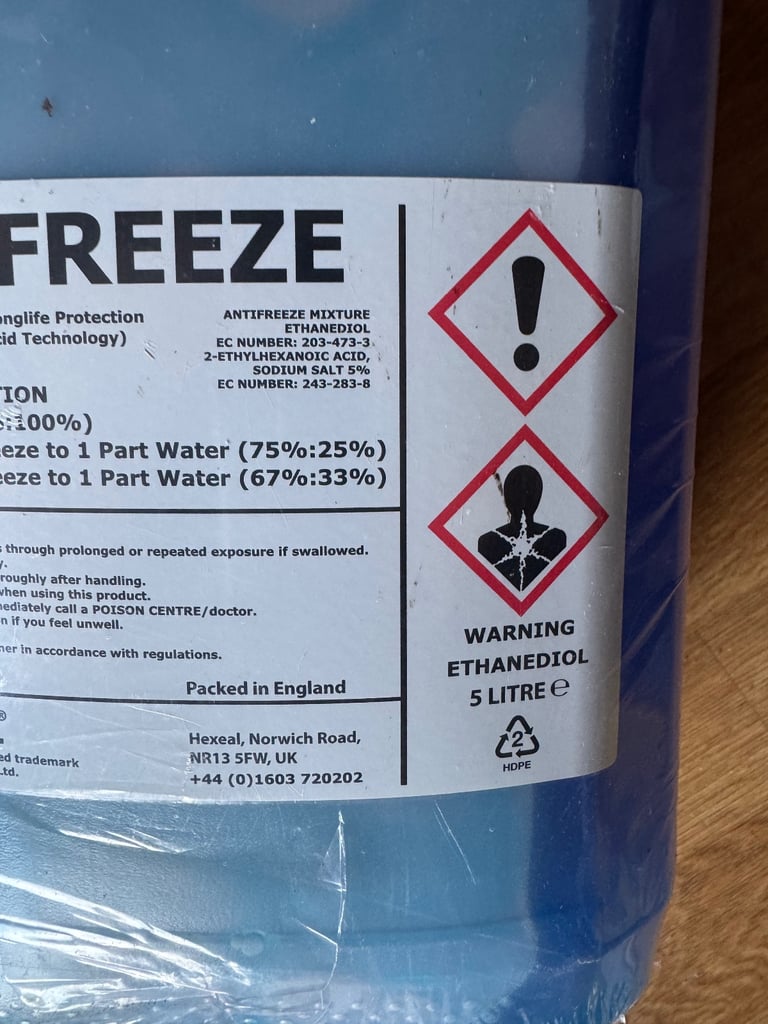 FREEZE
onglife Protection
cid Technology)
ANTIFREEZE MIXTURE
ETHANEDIOL
EC NUMBER: 203-473-3
2-ETHYLHEXANOIC ACID,
SODIUM SALT 5%
EC NUMBER: 243-283-8
TION
:100%)
eeze to 1 Part Water (75%:25%)
eeze to 1 Part Water (67%:33%)
s through prolonged or repeated exposure if swallowed.
y.
roughly after handling.
when using this product.
mediately call a POISON CENTRE/doctor.
n if you feel unwell.
ner in accordance with regulations.
Packed in England
®
ed trademark
Ltd.
Hexeal, Norwich Road,
NR13 5FW, UK
+44 (0)1603 720202
WARNING
ETHANEDIOL
5 LITRE ℮
2
HDPE